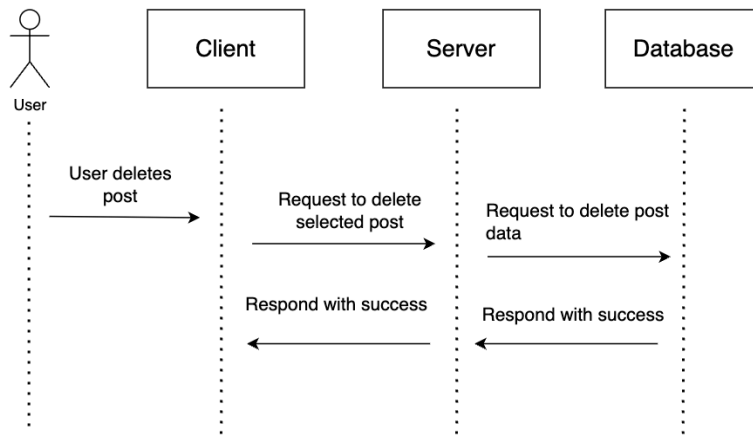 Client
Server
Database
User
User deletes
post
Request to delete
selected post
Request to delete post
data
Respond with success
Respond with success